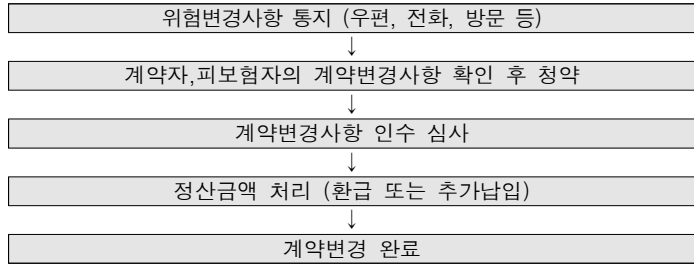 위험변경사항 통지 (우편, 전화, 방문 등)
↓
계약자,피보험자의 계약변경사항 확인 후 청약
↓
계약변경사항 인수 심사
↓
정산금액 처리 (환급 또는 추가납입)
↓
계약변경 완료